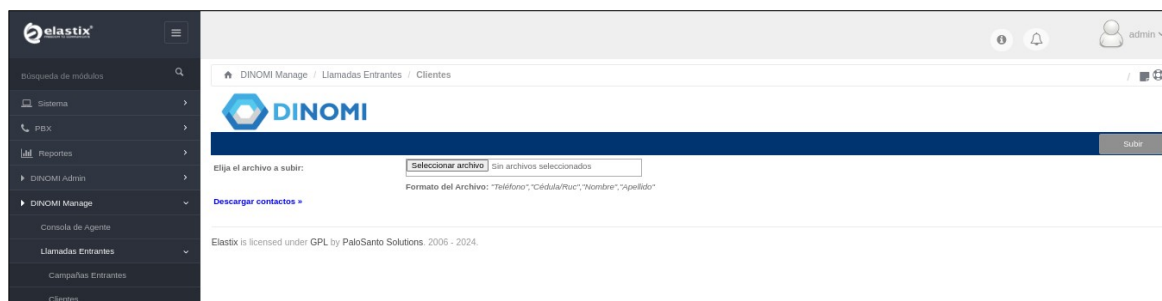 elastix
admin
Búsqueda de módulos
DINOMI Manage / Llamadas Entrantes / Clientes
Sistema
DINOMI
PBX
Reportes
Subir
Elija el archivo a subir:
Seleccionar archivo Sin archivos seleccionados
DINOMI Admin
Formato del Archivo: "Teléfono","Cédula/Ruc","Nombre","Apellido"
DINOMI Manage
Descargar contactos »
Consola de Agente
Elastix is licensed under GPL by PaloSanto Solutions. 2006 - 2024.
Llamadas Entrantes
Campañas Entrantes
Clientes